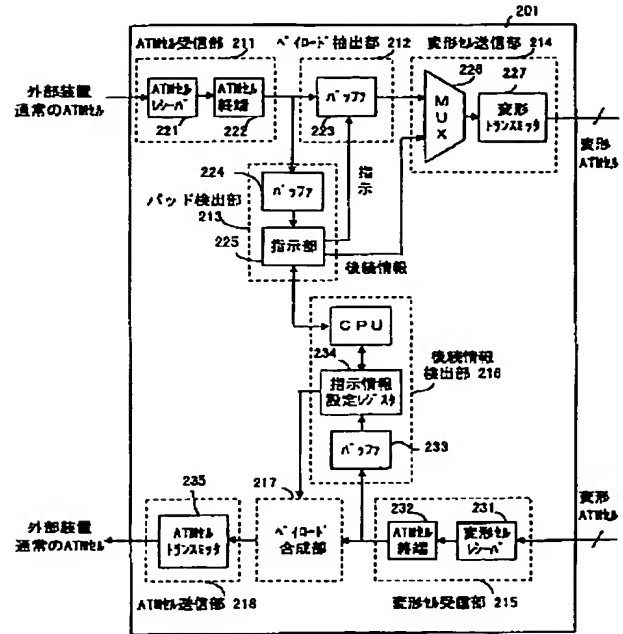 201
ATMセル受信部 211
ペイロード抽出部 212
変形セル送信部 214
226
227
外部装置
通常のATMセル
ATMセル
レシーバ
221
ATMセル
終端
222
バッファ
223
MUX
変形
トランスミッタ
変形
ATMセル
指示
224
バッファ
パッド検出部
213
225
指示部
後続情報
CPU
234
後続情報
検出部 216
指示情報
設定レジスタ
バッファ
233
235
217
232
231
変形
ATMセル
外部装置
通常のATMセル
ATMセル
トランスミッタ
ペイロード
合成部
ATMセル
終端
変形セル
レシーバ
ATMセル送信部 218
変形セル受信部 215